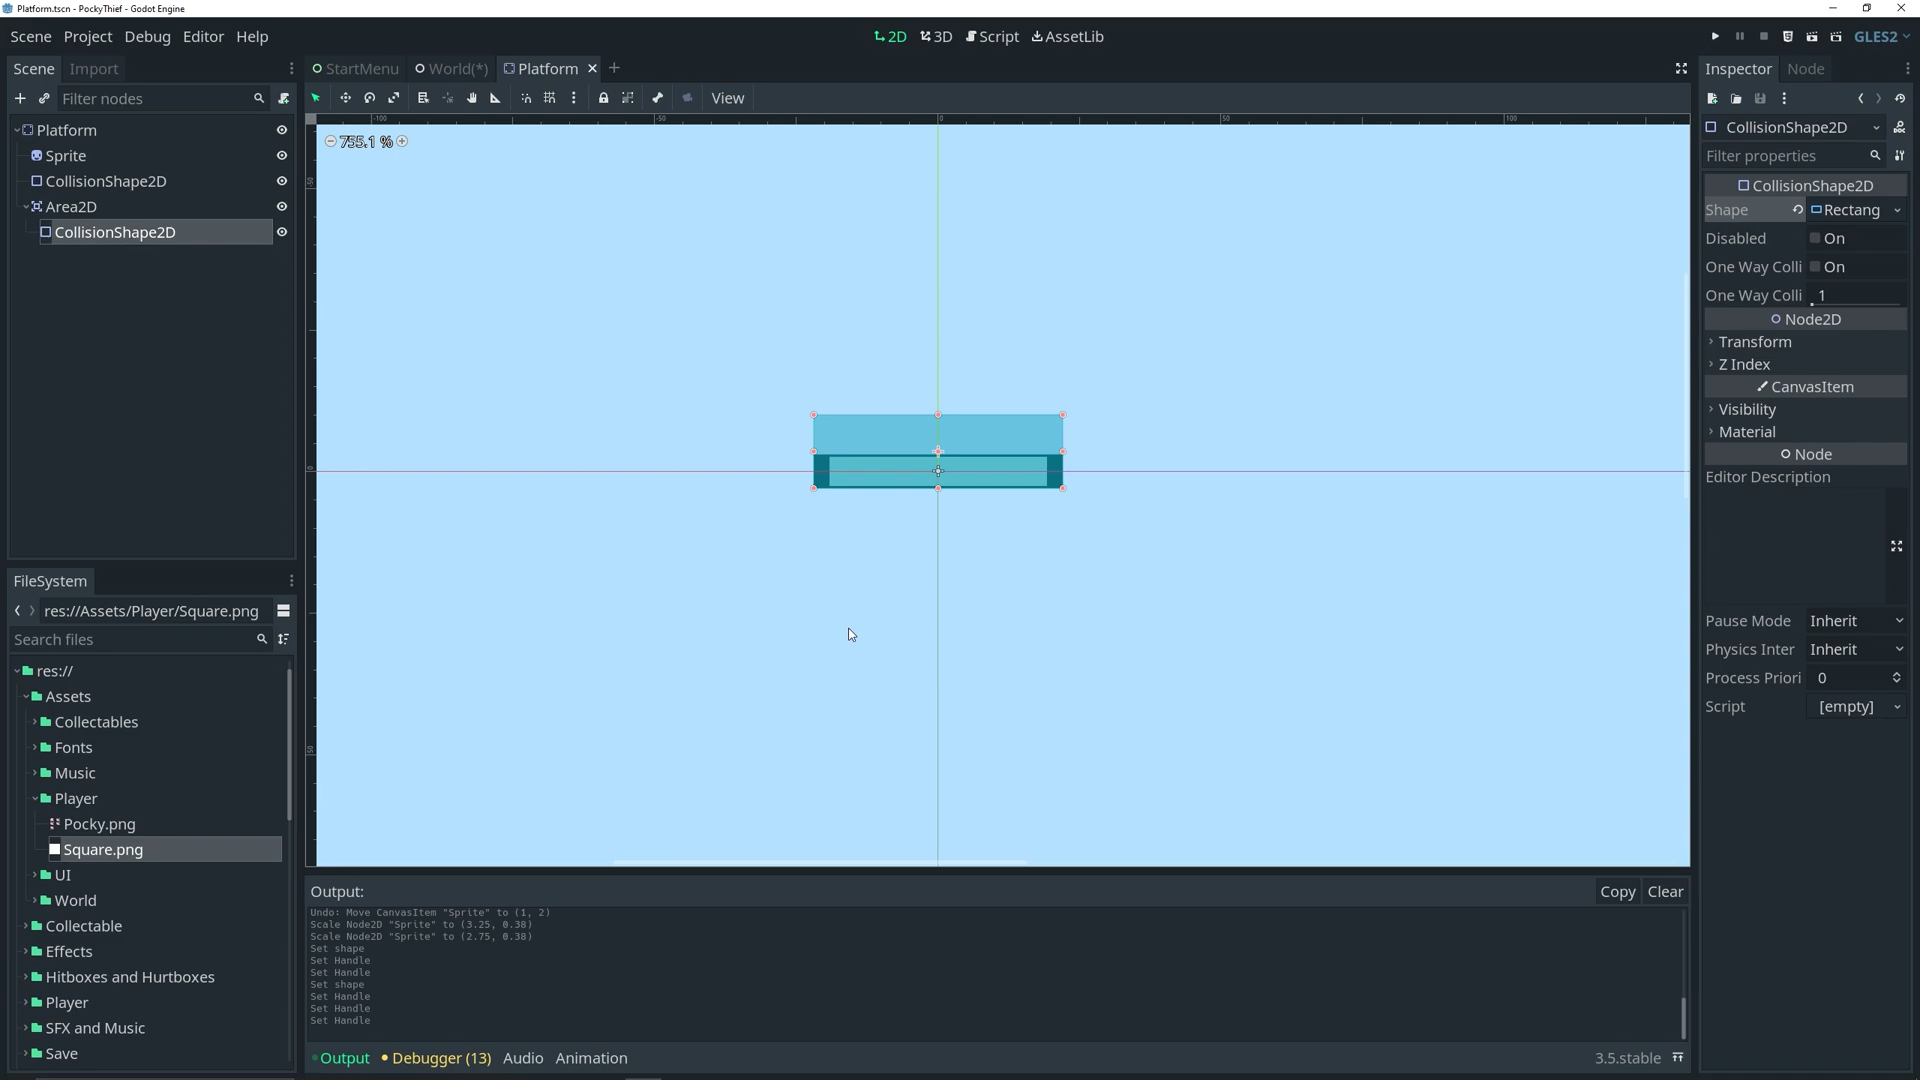 Platform.tscn - PockyThief - Godot Engine
Scene Project Debug Editor Help
2D 3D Script AssetLib
GLES2
Scene Import
StartMenu World(*) Platform
Inspector Node
Filter nodes
View
Platform
Sprite
CollisionShape2D
Area2D
CollisionShape2D
-100 -50 0 50 100
755.1 %
CollisionShape2D
Filter properties
CollisionShape2D
Shape Rectang
Disabled On
One Way Colli On
One Way Colli 1
Node2D
Transform
Z Index
CanvasItem
Visibility
Material
Node
Editor Description
Pause Mode Inherit
Physics Inter Inherit
Process Priori 0
Script [empty]
FileSystem
res://Assets/Player/Square.png
Search files
res://
Assets
Collectables
Fonts
Music
Player
Pocky.png
Square.png
UI
World
Collectable
Effects
Hitboxes and Hurtboxes
Player
SFX and Music
Save
Output:
Copy Clear
Undo: Move CanvasItem "Sprite" to (1, 2)
Scale Node2D "Sprite" to (3.25, 0.38)
Scale Node2D "Sprite" to (2.75, 0.38)
Set shape
Set Handle
Set Handle
Set shape
Set Handle
Set Handle
Set Handle
Output Debugger (13) Audio Animation
3.5.stable